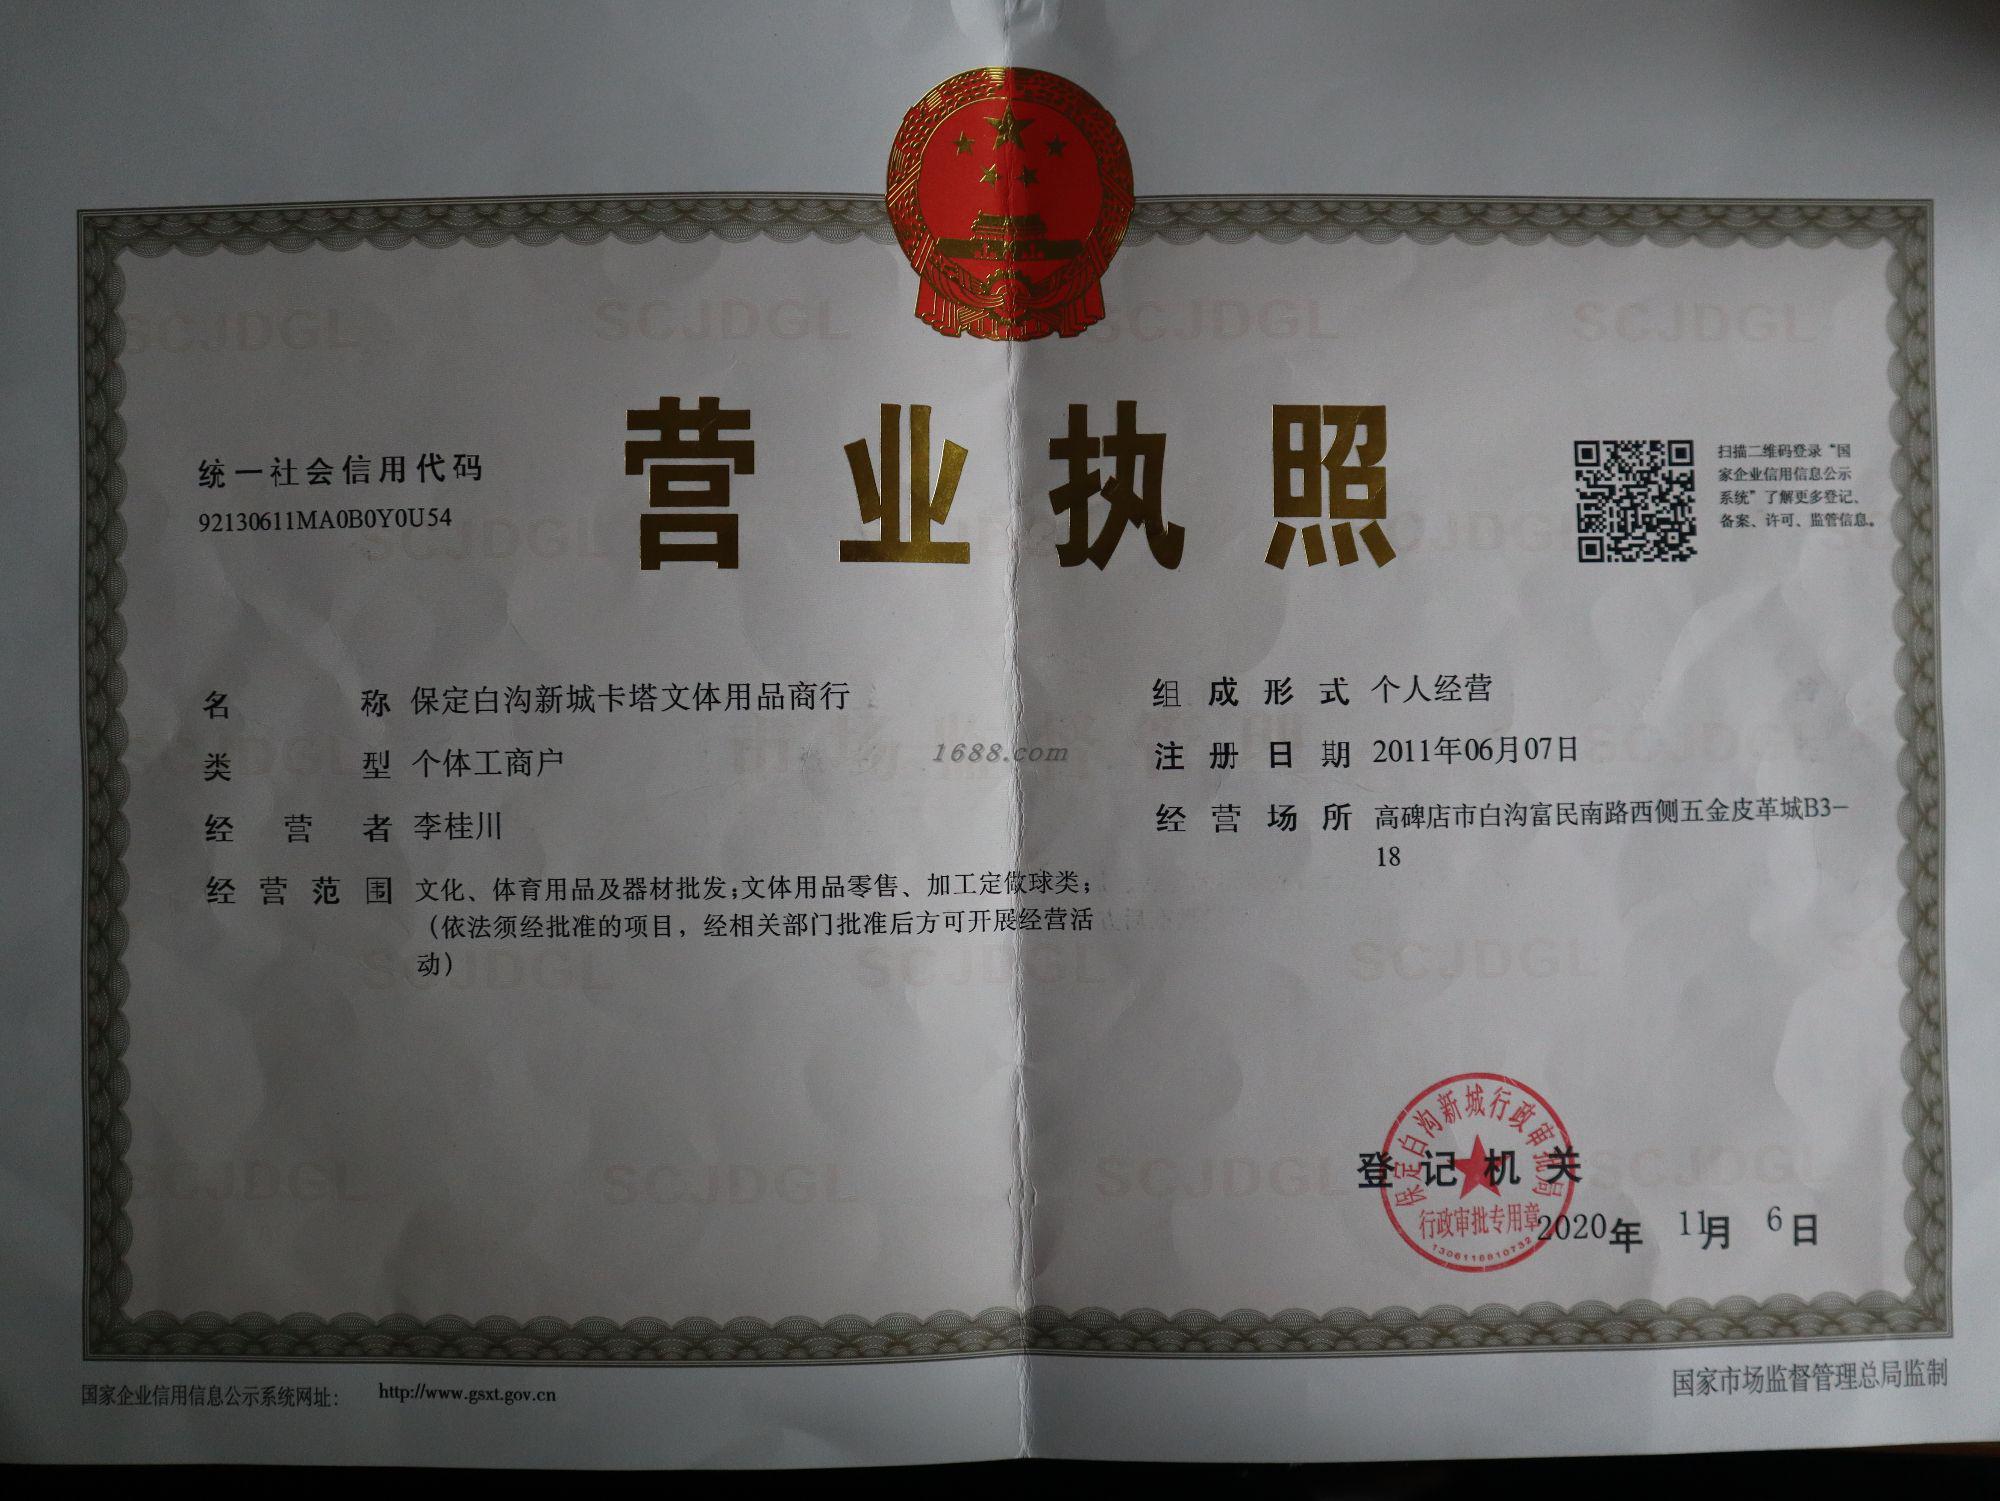 营业执照
统一社会信用代码
92130611MA0B0Y0U54
扫描二维码登录“国
家企业信用信息公示
系统”了解更多登记、
备案、许可、监管信息。
名称 保定白沟新城卡塔文体用品商行
类型 个体工商户
经营者 李桂川
经营范围 文化、体育用品及器材批发;文体用品零售、加工定做球类;
(依法须经批准的项目，经相关部门批准后方可开展经营活
动)
组成形式 个人经营
注册日期 2011年06月07日
经营场所 高碑店市白沟富民南路西侧五金皮革城B3-
18
1688.com
登记机关
保定白沟新城行政审批局
行政审批专用章
1306118810732
2020年 11月 6日
国家企业信用信息公示系统网址： http://www.gsxt.gov.cn
国家市场监督管理总局监制
SCJDGL
市场监督管理